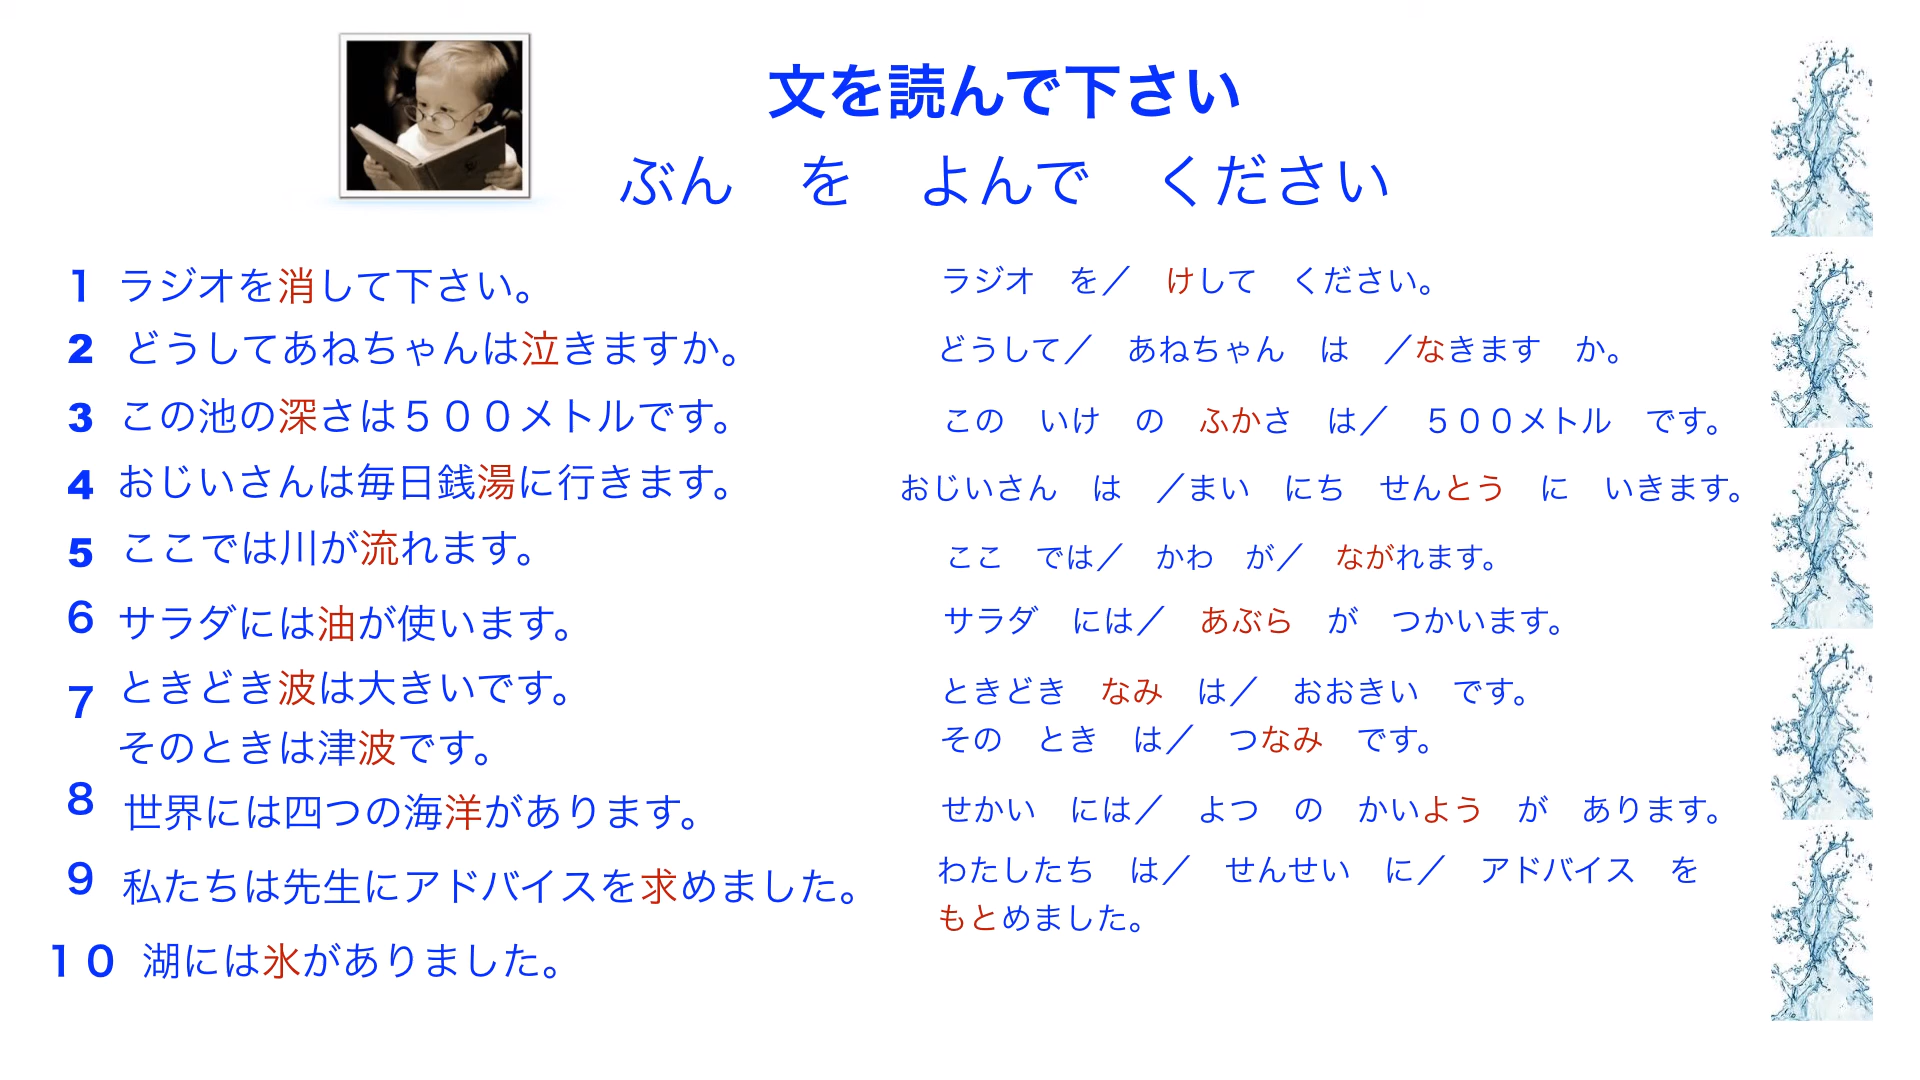 文を読んで下さい
ぶん　を　よんで　ください
1 ラジオを消して下さい。
ラジオ　を／　けして　ください。
2 どうしてあねちゃんは泣きますか。
どうして／　あねちゃん　は　／なきます　か。
3 この池の深さは５００メトルです。
この　いけ　の　ふかさ　は／　５００メトル　です。
4 おじいさんは毎日銭湯に行きます。
おじいさん　は　／まい　にち　せんとう　に　いきます。
5 ここでは川が流れます。
ここ　では／　かわ　が／　ながれます。
6 サラダには油が使います。
サラダ　には／　あぶら　が　つかいます。
7 ときどき波は大きいです。
そのときは津波です。
ときどき　なみ　は／　おおきい　です。
その　とき　は／　つなみ　です。
8 世界には四つの海洋があります。
せかい　には／　よつ　の　かいよう　が　あります。
9 私たちは先生にアドバイスを求めました。
わたしたち　は／　せんせい　に／　アドバイス　を
もとめました。
１０ 湖には氷がありました。